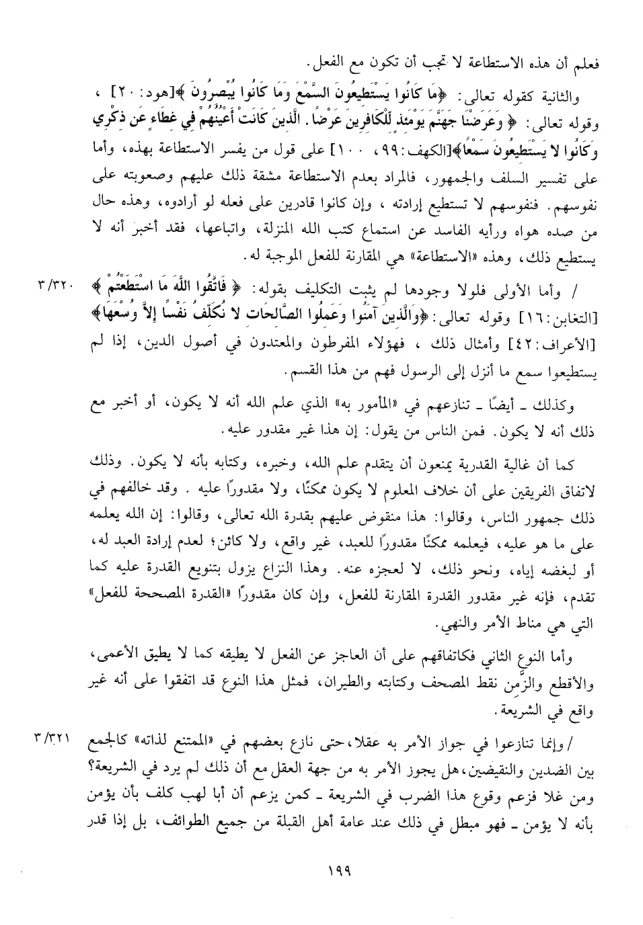 فعلم أن هذه الاستطاعة لا تجب أن تكون مع الفعل.
والثانية كقوله تعالى: ﴿مَا كَانُوا يَسْتَطِيعُونَ السَّمْعَ وَمَا كَانُوا يُبْصِرُونَ﴾[هود:٢٠] ،
وقوله تعالى: ﴿ وَعَرَضْنَا جَهَنَّمَ يَوْمَئِذٍ لِّلْكَافِرِينَ عَرْضًا . الَّذِينَ كَانَتْ أَعْيُنُهُمْ فِي غِطَاءٍ عَن ذِكْرِي
وَكَانُوا لا يَسْتَطِيعُونَ سَمْعًا﴾[الكهف:٩٩، ١٠٠] على قول من يفسر الاستطاعة بهذه، وأما
على تفسير السلف والجمهور، فالمراد بعدم الاستطاعة مشقة ذلك عليهم وصعوبته على
نفوسهم. فنفوسهم لا تستطيع إرادته ، وإن كانوا قادرين على فعله لو أرادوه، وهذه حال
من صده هواه ورأيه الفاسد عن استماع كتب الله المنزلة، واتباعها، فقد أخبر أنه لا
يستطيع ذلك، وهذه «الاستطاعة» هي المقارنة للفعل الموجبة له.
/ وأما الأولى فلولا وجودها لم يثبت التكليف بقوله: ﴿ فَاتَّقُوا اللَّهَ مَا اسْتَطَعْتُمْ ﴾ ٣/٣٢٠
[التغابن:١٦] وقوله تعالى:﴿وَالَّذِينَ آمَنُوا وَعَمِلُوا الصَّالِحَاتِ لا نُكَلِّفُ نَفْسًا إِلاَّ وُسْعَهَا﴾
[الأعراف:٤٢] وأمثال ذلك ، فهؤلاء المفرطون والمعتدون في أصول الدين، إذا لم
يستطيعوا سمع ما أنزل إلى الرسول فهم من هذا القسم.
وكذلك ــ أيضًا ــ تنازعهم في «المأمور به» الذي علم الله أنه لا يكون، أو أخبر مع
ذلك أنه لا يكون. فمن الناس من يقول: إن هذا غير مقدور عليه.
كما أن غالية القدرية يمنعون أن يتقدم علم الله، وخبره، وكتابه بأنه لا يكون. وذلك
لاتفاق الفريقين على أن خلاف المعلوم لا يكون ممكنًا، ولا مقدورًا عليه . وقد خالفهم في
ذلك جمهور الناس، وقالوا: هذا منقوض عليهم بقدرة الله تعالى، وقالوا: إن الله يعلمه
على ما هو عليه، فيعلمه ممكنًا مقدورًا للعبد، غير واقع، ولا كائن؛ لعدم إرادة العبد له،
أو لبغضه إياه، ونحو ذلك، لا لعجزه عنه. وهذا النزاع يزول بتنويع القدرة عليه كما
تقدم، فإنه غير مقدور القدرة المقارنة للفعل، وإن كان مقدورًا «القدرة المصححة للفعل»
التي هي مناط الأمر والنهي.
وأما النوع الثاني فكاتفاقهم على أن العاجز عن الفعل لا يطيقه كما لا يطيق الأعمى،
والأقطع والزَّمِن نقط المصحف وكتابته والطيران، فمثل هذا النوع قد اتفقوا على أنه غير
واقع في الشريعة.
/ وإنما تنازعوا في جواز الأمر به عقلا،حتى نازع بعضهم في «الممتنع لذاته» كالجمع ٣/٣٢١
بين الضدين والنقيضين،هل يجوز الأمر به من جهة العقل مع أن ذلك لم يرد في الشريعة؟
ومن غلا فزعم وقوع هذا الضرب في الشريعة ــ كمن يزعم أن أبا لهب كلف بأن يؤمن
بأنه لا يؤمن ــ فهو مبطل في ذلك عند عامة أهل القبلة من جميع الطوائف، بل إذا قدر
١٩٩